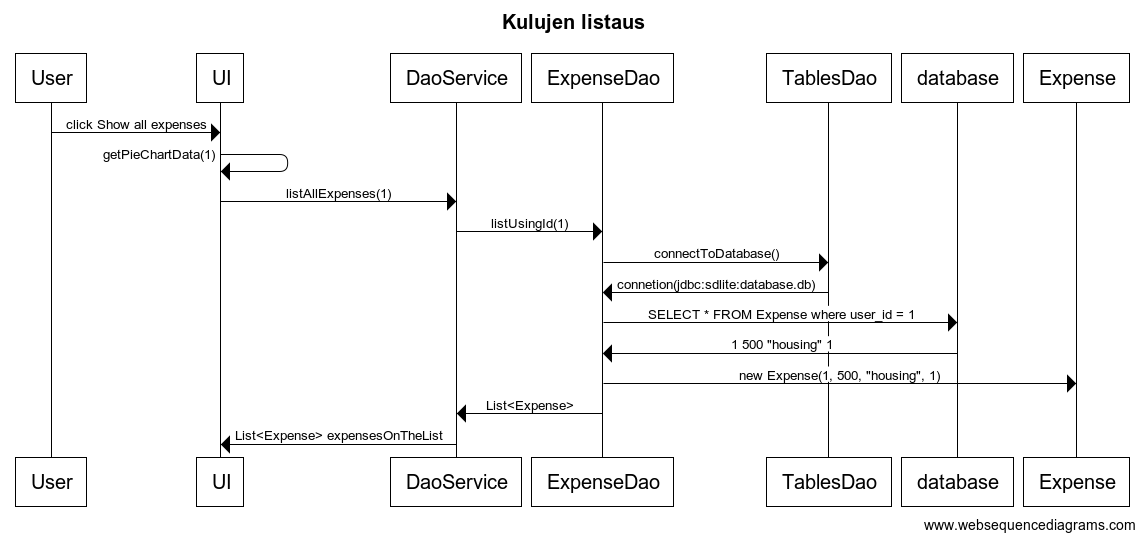 Kulujen listaus
User UI DaoService ExpenseDao TablesDao database Expense
click Show all expenses
getPieChartData(1)
listAllExpenses(1)
listUsingId(1)
connectToDatabase()
connetion(jdbc:sdlite:database.db)
SELECT * FROM Expense where user_id = 1
1 500 "housing" 1
new Expense(1, 500, "housing", 1)
List<Expense>
List<Expense> expensesOnTheList
User UI DaoService ExpenseDao TablesDao database Expense
www.websequencediagrams.com